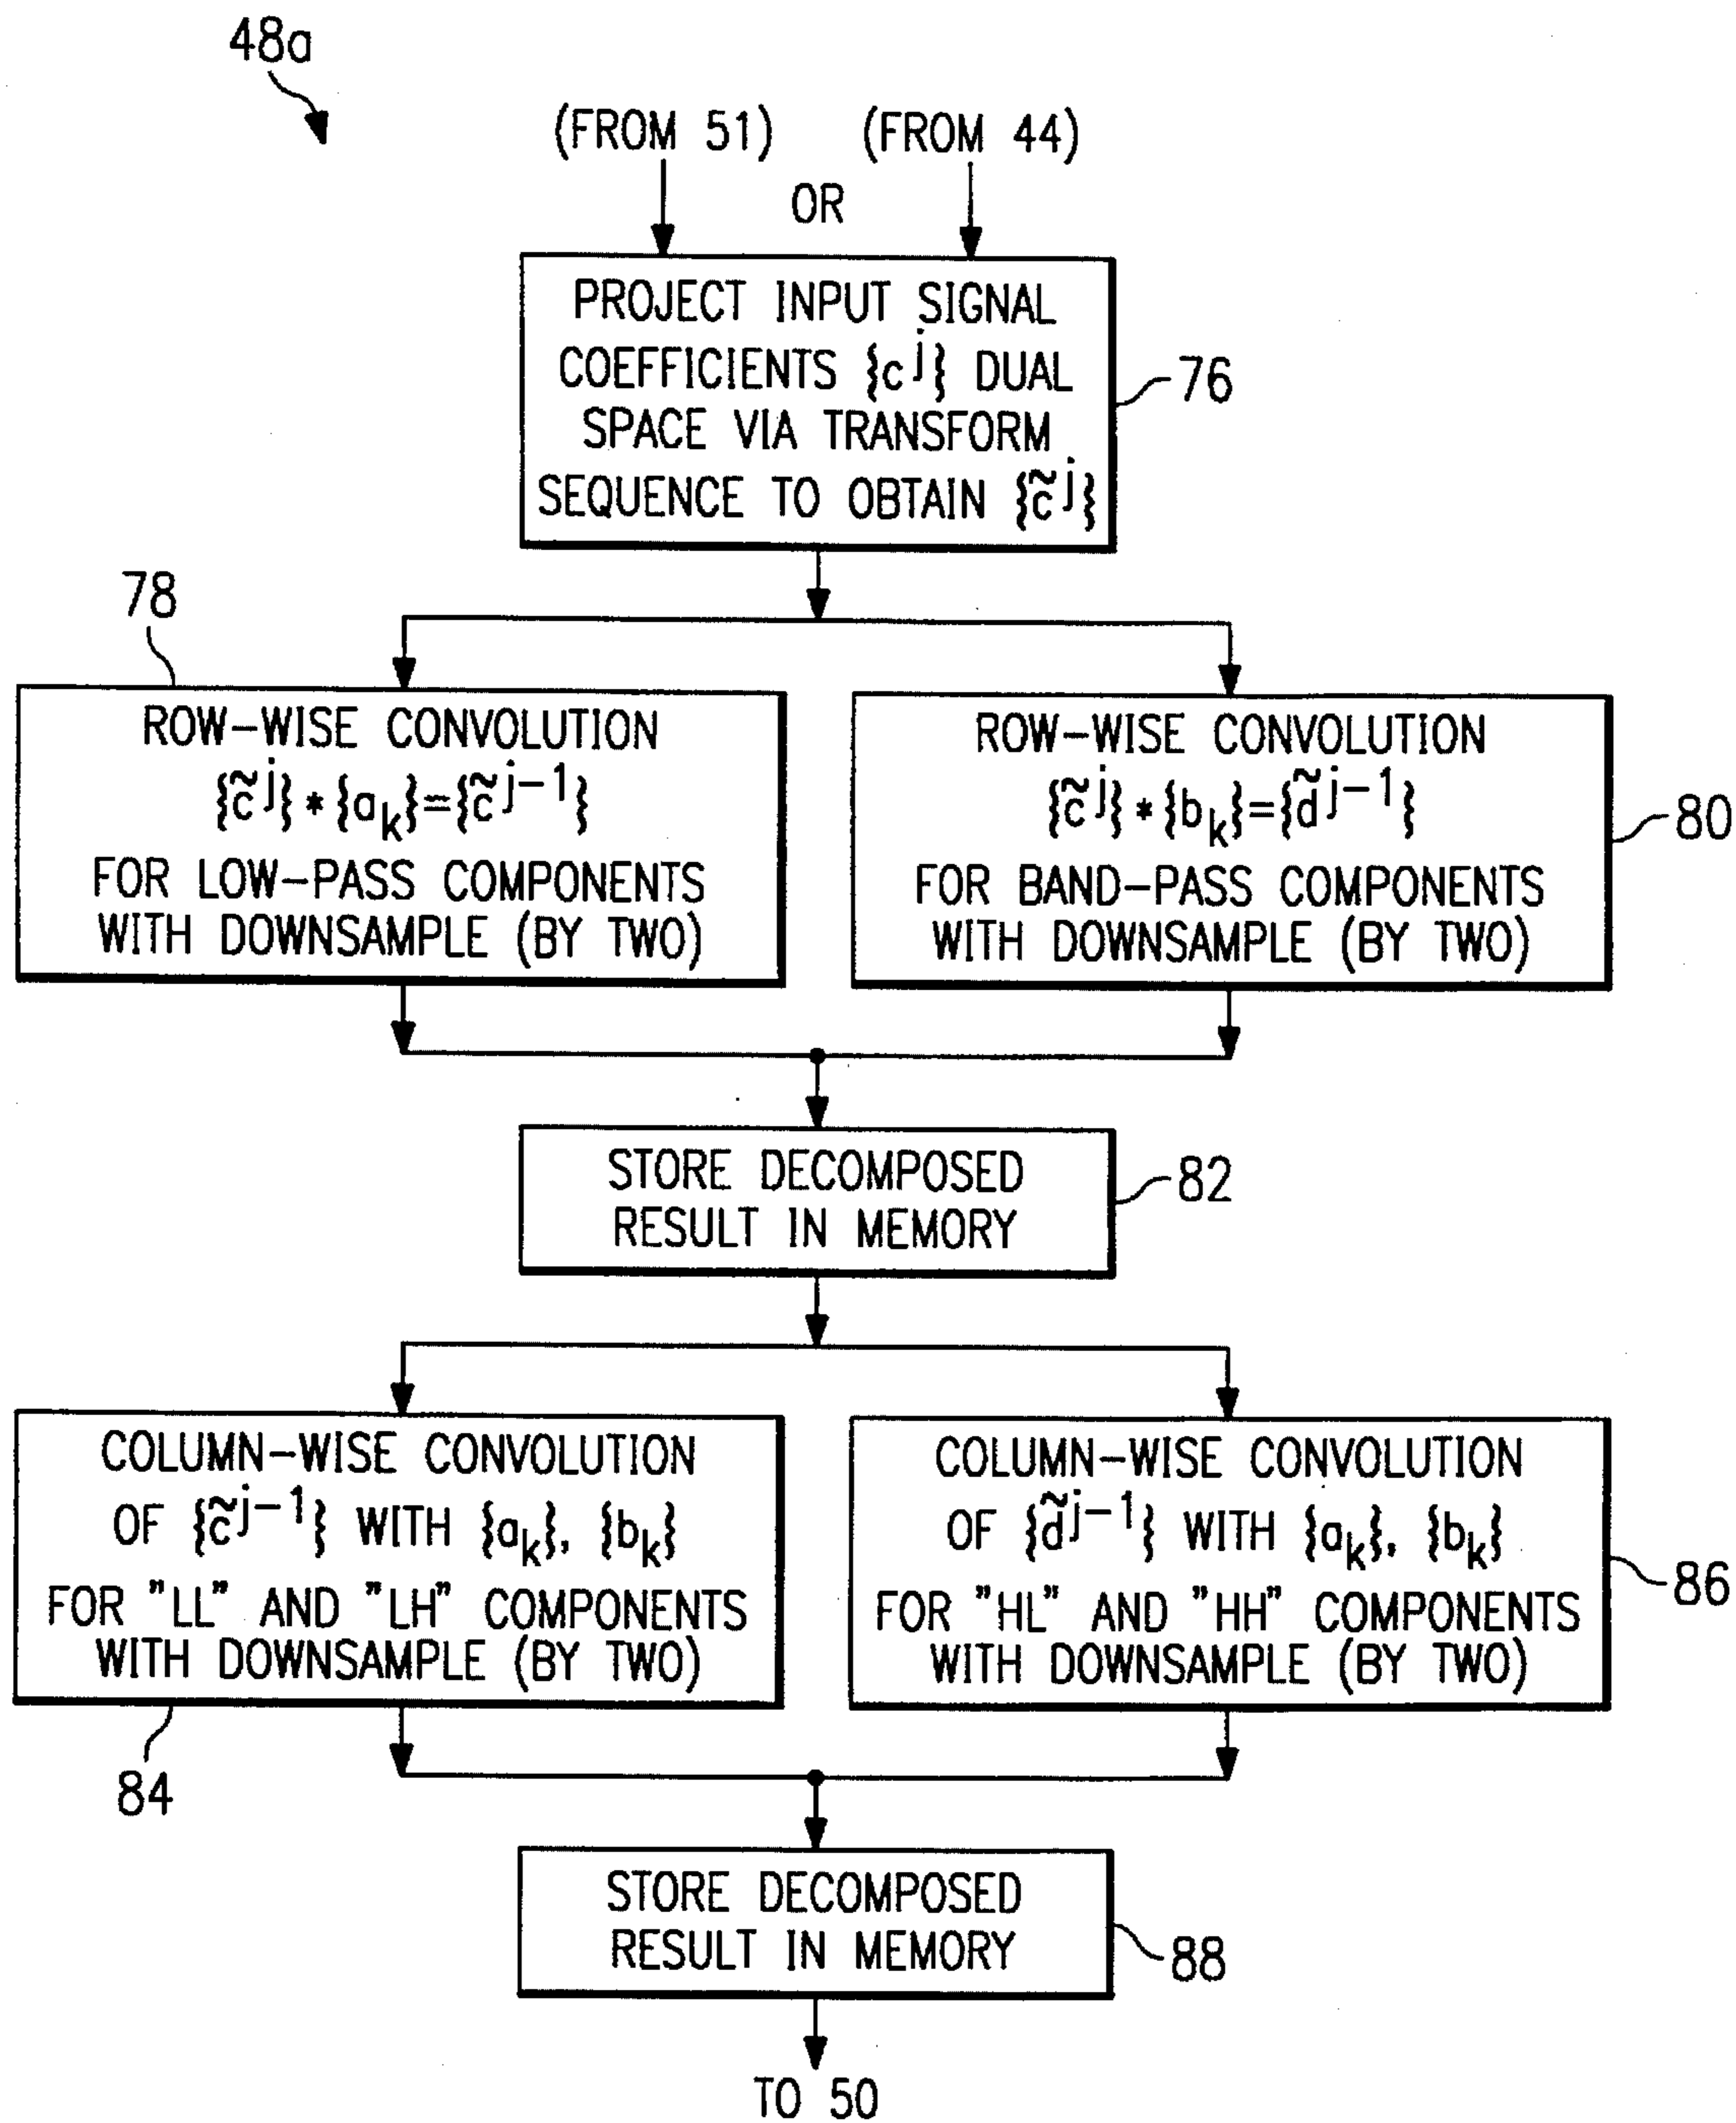 48a
(FROM 51) (FROM 44)
OR
PROJECT INPUT SIGNAL
COEFFICIENTS {c^j} DUAL
SPACE VIA TRANSFORM
SEQUENCE TO OBTAIN {c̃^j}
76
78
ROW-WISE CONVOLUTION
{c̃^j} * {a_k}={c̃^j-1}
FOR LOW-PASS COMPONENTS
WITH DOWNSAMPLE (BY TWO)
ROW-WISE CONVOLUTION
{c̃^j} * {b_k}={d̃^j-1}
FOR BAND-PASS COMPONENTS
WITH DOWNSAMPLE (BY TWO)
80
STORE DECOMPOSED
RESULT IN MEMORY
82
COLUMN-WISE CONVOLUTION
OF {c̃^j-1} WITH {a_k}, {b_k}
FOR "LL" AND "LH" COMPONENTS
WITH DOWNSAMPLE (BY TWO)
84
COLUMN-WISE CONVOLUTION
OF {d̃^j-1} WITH {a_k}, {b_k}
FOR "HL" AND "HH" COMPONENTS
WITH DOWNSAMPLE (BY TWO)
86
STORE DECOMPOSED
RESULT IN MEMORY
88
TO 50